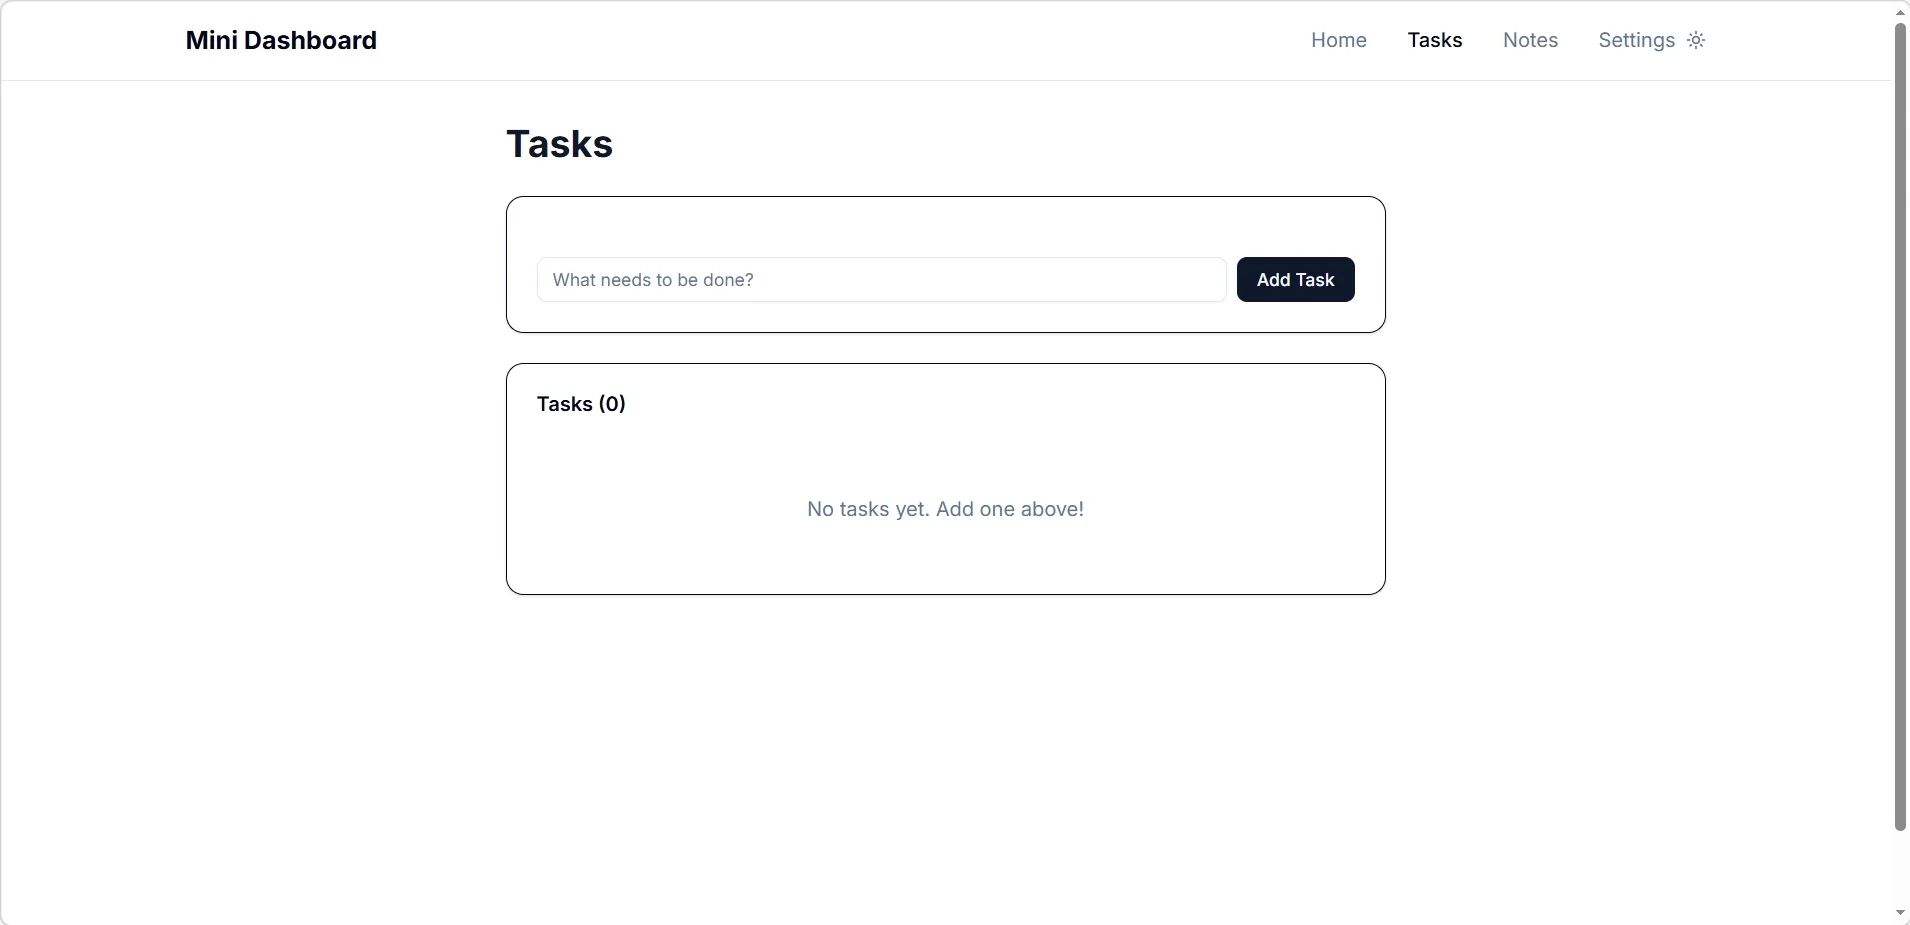 Mini Dashboard
Home Tasks Notes Settings
Tasks
What needs to be done? Add Task
Tasks (0)
No tasks yet. Add one above!